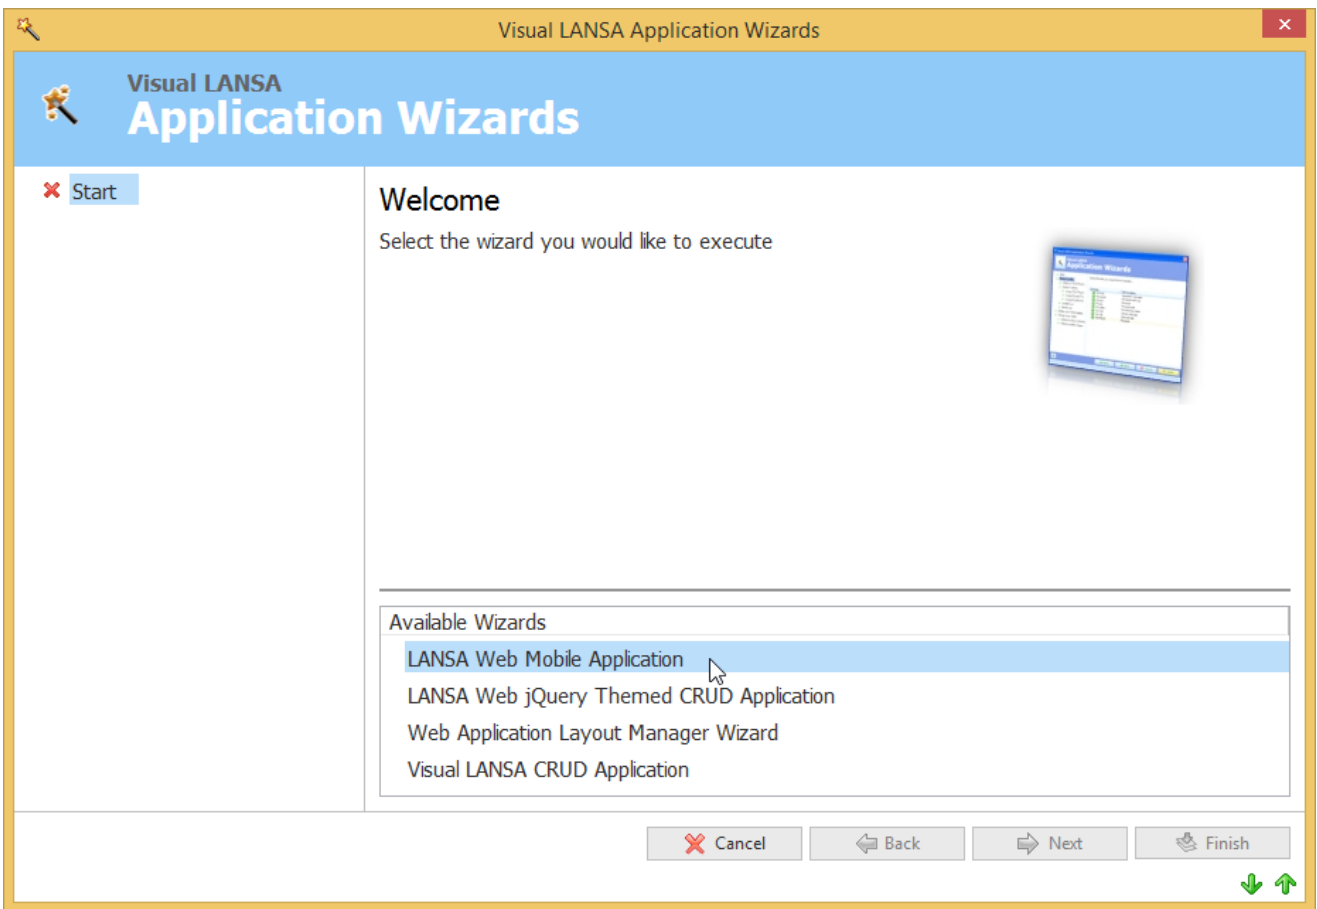 Visual LANSA Application Wizards
Visual LANSA
Application Wizards
Start
Welcome
Select the wizard you would like to execute
Application Wizards
Available Wizards
LANSA Web Mobile Application
LANSA Web jQuery Themed CRUD Application
Web Application Layout Manager Wizard
Visual LANSA CRUD Application
Cancel
Back
Next
Finish